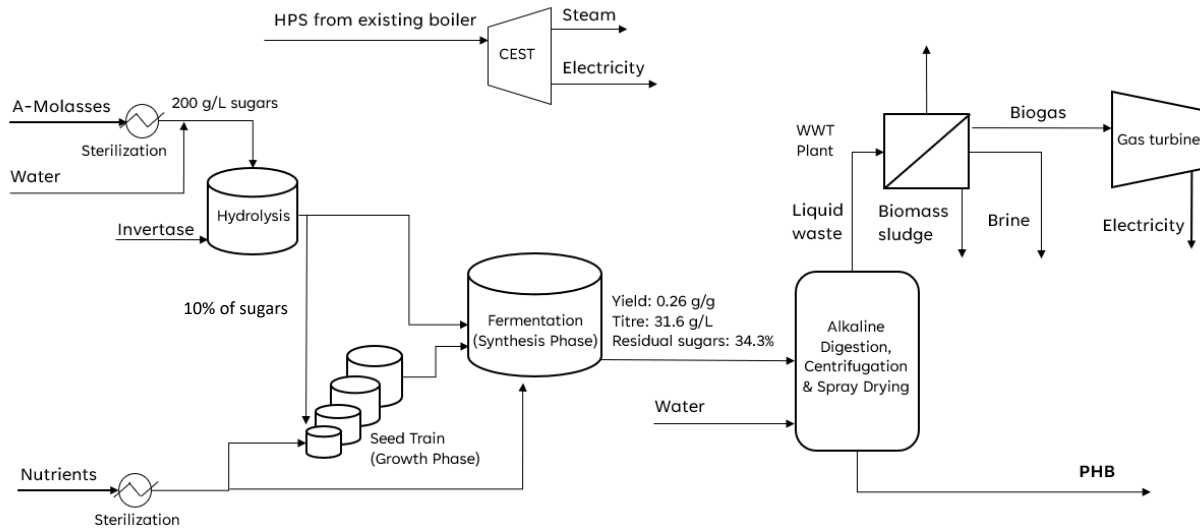 HPS from existing boiler
Steam
CEST
Electricity
A-Molasses
200 g/L sugars
Sterilization
Water
Hydrolysis
Invertase
10% of sugars
Fermentation
(Synthesis Phase)
Yield: 0.26 g/g
Titre: 31.6 g/L
Residual sugars: 34.3%
Seed Train
(Growth Phase)
Nutrients
Sterilization
Water
Alkaline
Digestion,
Centrifugation
& Spray Drying
PHB
Liquid
waste
WWT
Plant
Biomass
sludge
Brine
Biogas
Gas turbine
Electricity